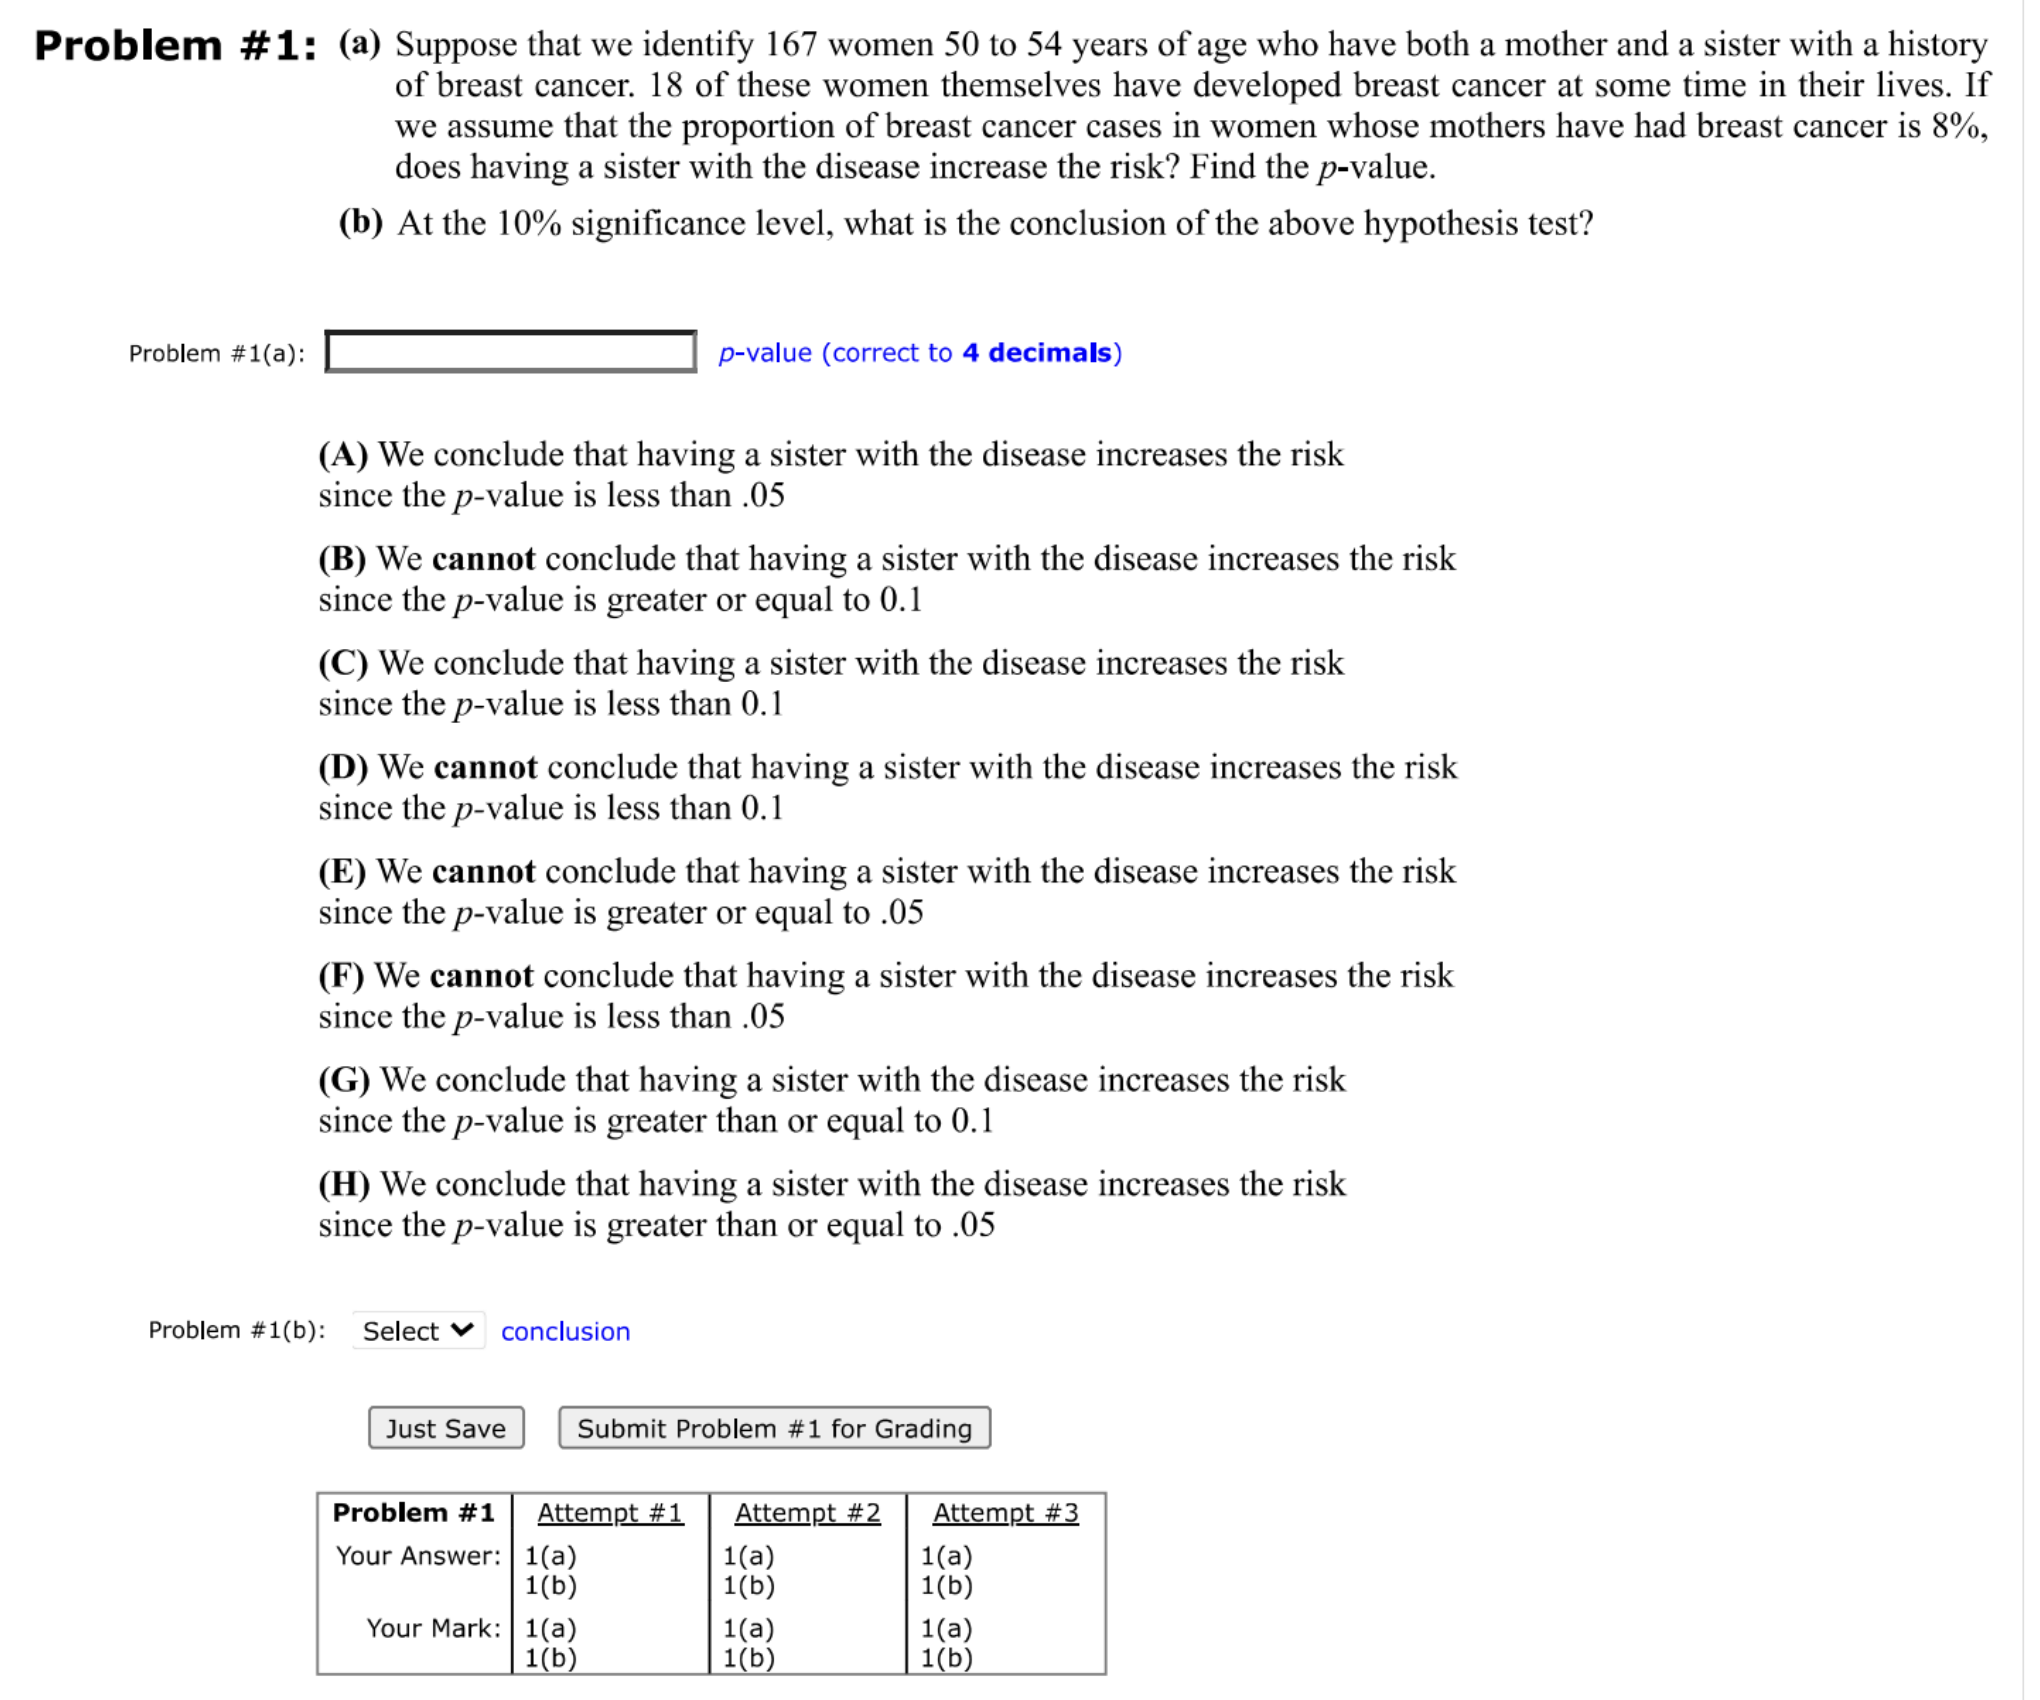 Problem #1: (a) Suppose that we identify 167 women 50 to 54 years of age who have both a mother and a sister with a history
of breast cancer. 18 of these women themselves have developed breast cancer at some time in their lives. If
we assume that the proportion of breast cancer cases in women whose mothers have had breast cancer is 8%,
does having a sister with the disease increase the risk? Find the p-value.
(b) At the 10% significance level, what is the conclusion of the above hypothesis test?
Problem #1(a): p-value (correct to 4 decimals)
(A) We conclude that having a sister with the disease increases the risk
since the p-value is less than .05
(B) We cannot conclude that having a sister with the disease increases the risk
since the p-value is greater or equal to 0.1
(C) We conclude that having a sister with the disease increases the risk
since the p-value is less than 0.1
(D) We cannot conclude that having a sister with the disease increases the risk
since the p-value is less than 0.1
(E) We cannot conclude that having a sister with the disease increases the risk
since the p-value is greater or equal to .05
(F) We cannot conclude that having a sister with the disease increases the risk
since the p-value is less than .05
(G) We conclude that having a sister with the disease increases the risk
since the p-value is greater than or equal to 0.1
(H) We conclude that having a sister with the disease increases the risk
since the p-value is greater than or equal to .05
Problem #1(b): Select conclusion
Just Save Submit Problem #1 for Grading
Problem #1 Attempt #1 Attempt #2 Attempt #3
Your Answer: 1(a) 1(a) 1(a)
1(b) 1(b) 1(b)
Your Mark: 1(a) 1(a) 1(a)
1(b) 1(b) 1(b)